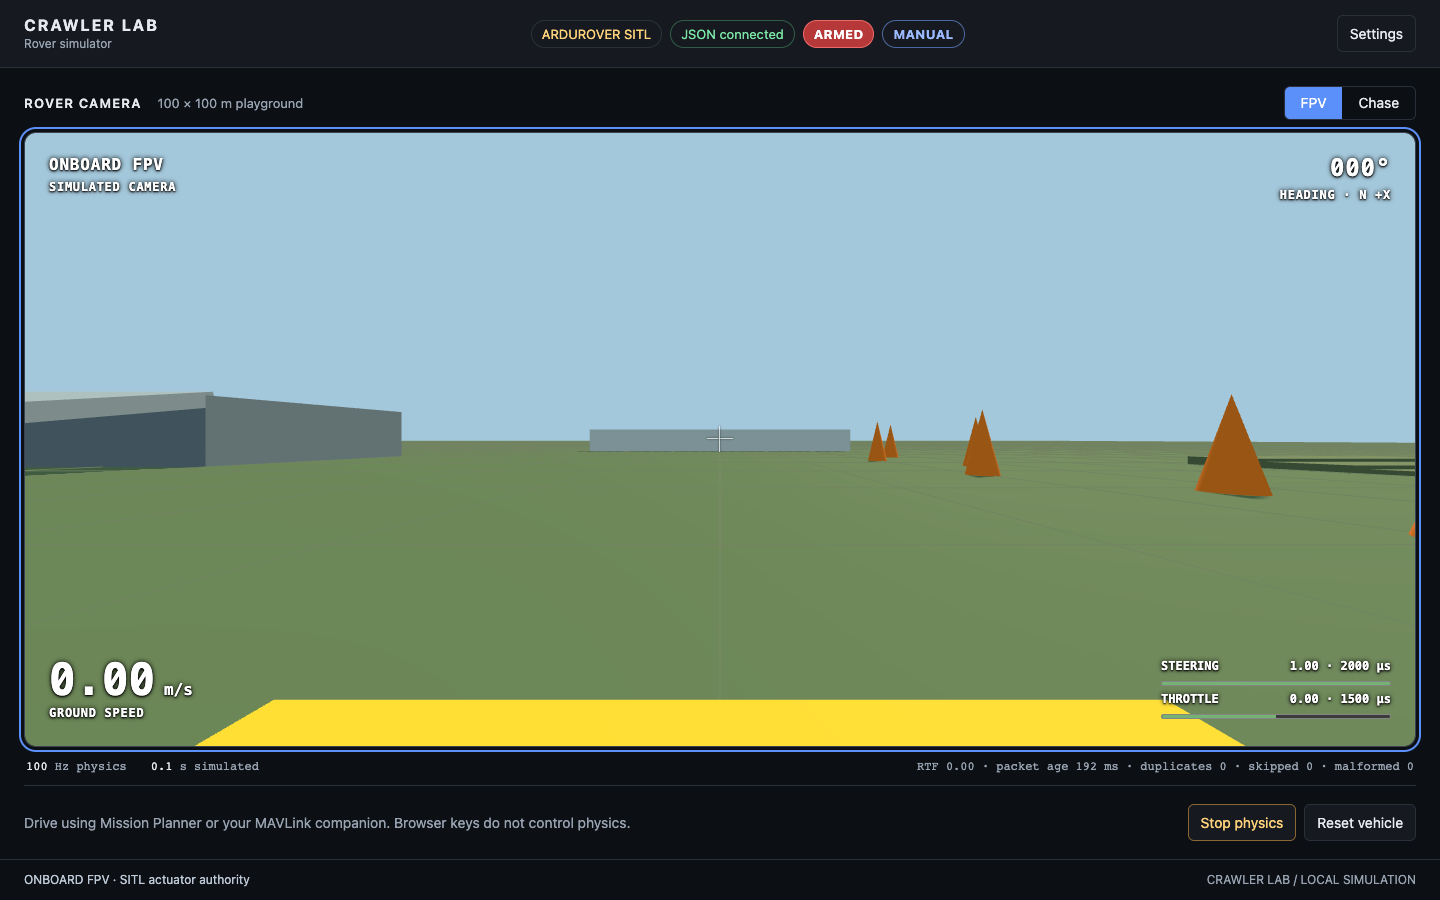 CRAWLER LAB
Rover simulator
ARDUROVER SITL
JSON connected
ARMED
MANUAL
Settings
ROVER CAMERA 100 × 100 m playground
FPV
Chase
ONBOARD FPV
SIMULATED CAMERA
000°
HEADING · N +X
0.00 m/s
GROUND SPEED
STEERING 1.00 · 2000 µs
THROTTLE 0.00 · 1500 µs
100 Hz physics 0.1 s simulated
RTF 0.00 · packet age 192 ms · duplicates 0 · skipped 0 · malformed 0
Drive using Mission Planner or your MAVLink companion. Browser keys do not control physics.
Stop physics
Reset vehicle
ONBOARD FPV · SITL actuator authority
CRAWLER LAB / LOCAL SIMULATION